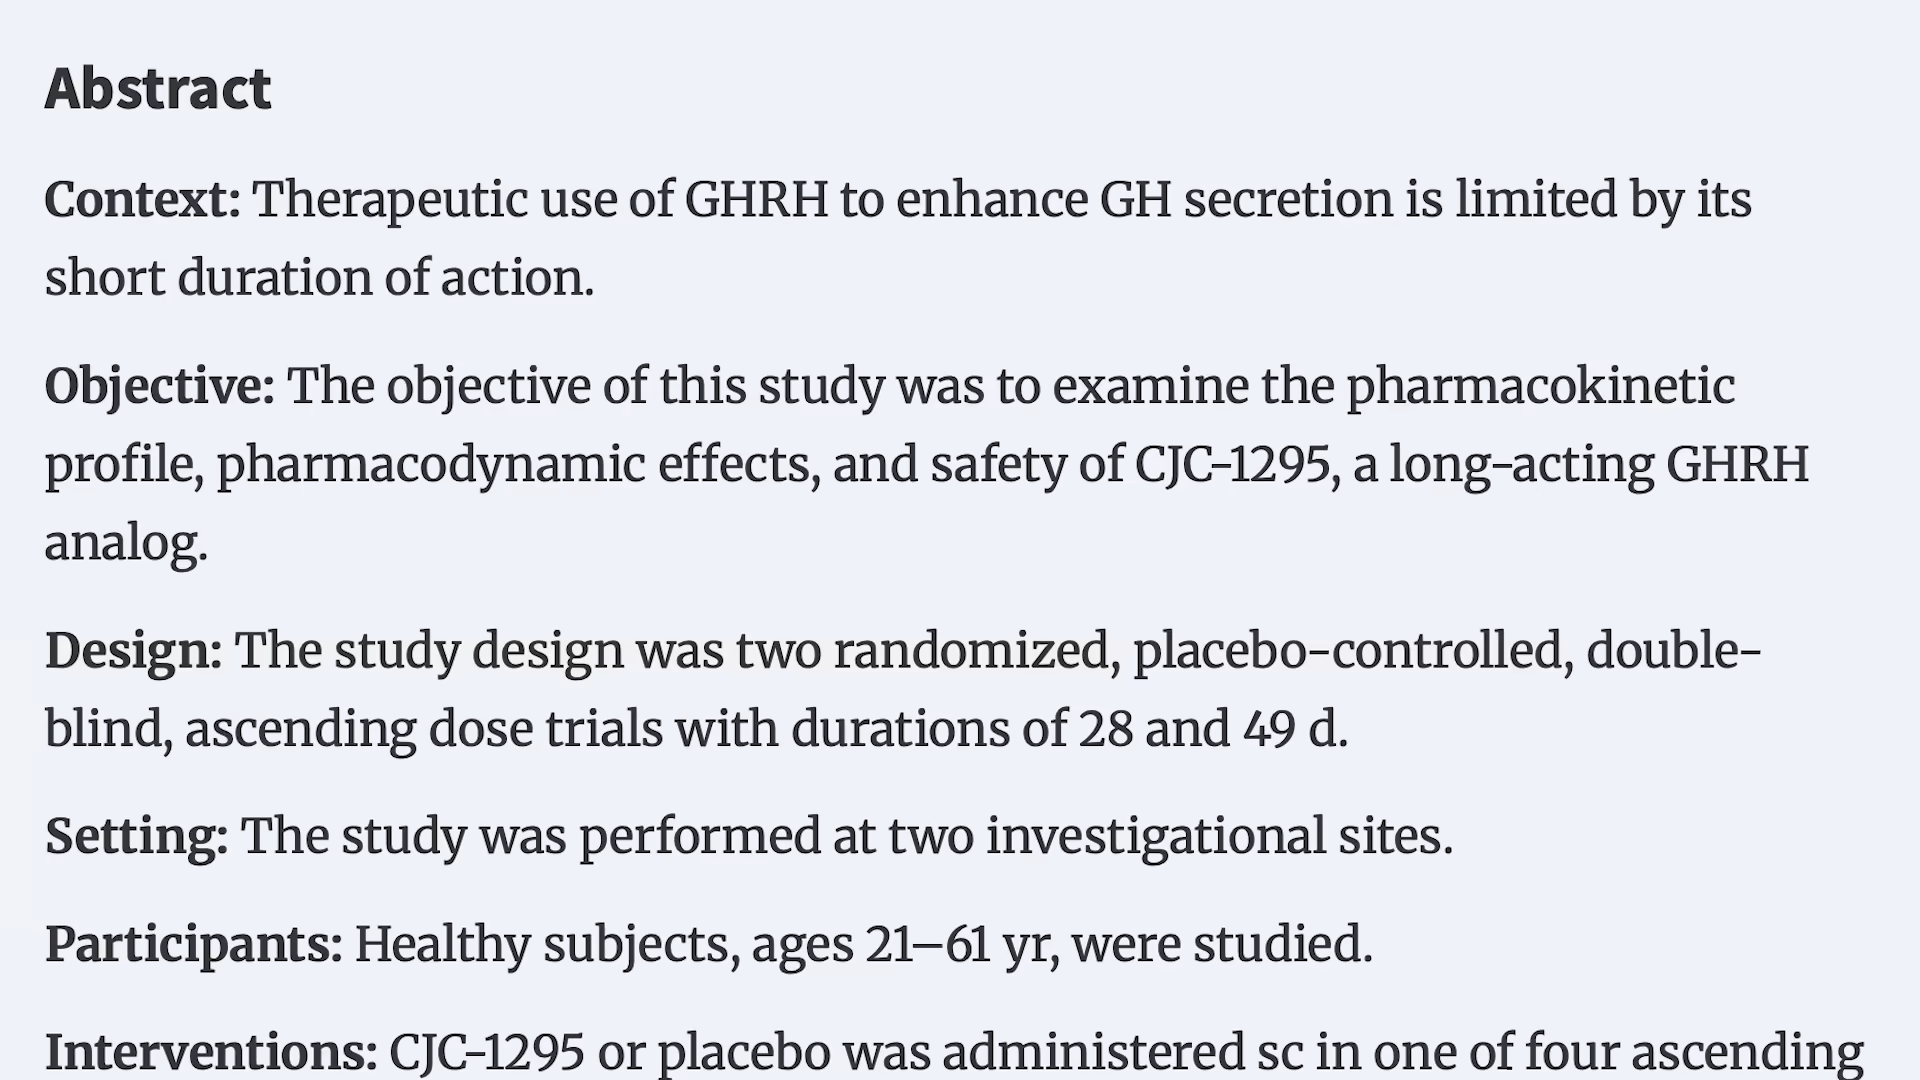 Abstract
Context: Therapeutic use of GHRH to enhance GH secretion is limited by its
short duration of action.
Objective: The objective of this study was to examine the pharmacokinetic
profile, pharmacodynamic effects, and safety of CJC-1295, a long-acting GHRH
analog.
Design: The study design was two randomized, placebo-controlled, double-
blind, ascending dose trials with durations of 28 and 49 d.
Setting: The study was performed at two investigational sites.
Participants: Healthy subjects, ages 21–61 yr, were studied.
Interventions: CJC-1295 or placebo was administered sc in one of four ascending